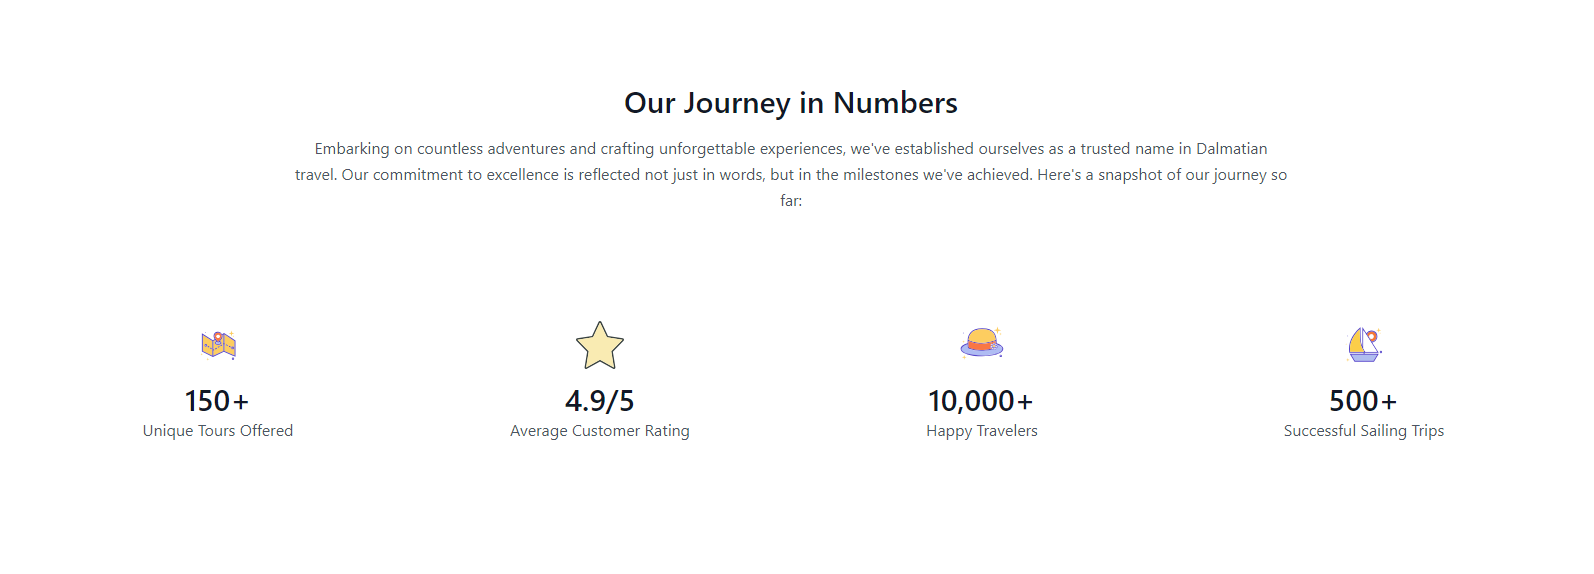 Our Journey in Numbers
Embarking on countless adventures and crafting unforgettable experiences, we've established ourselves as a trusted name in Dalmatian
travel. Our commitment to excellence is reflected not just in words, but in the milestones we've achieved. Here's a snapshot of our journey so
far:
150+
Unique Tours Offered
4.9/5
Average Customer Rating
10,000+
Happy Travelers
500+
Successful Sailing Trips